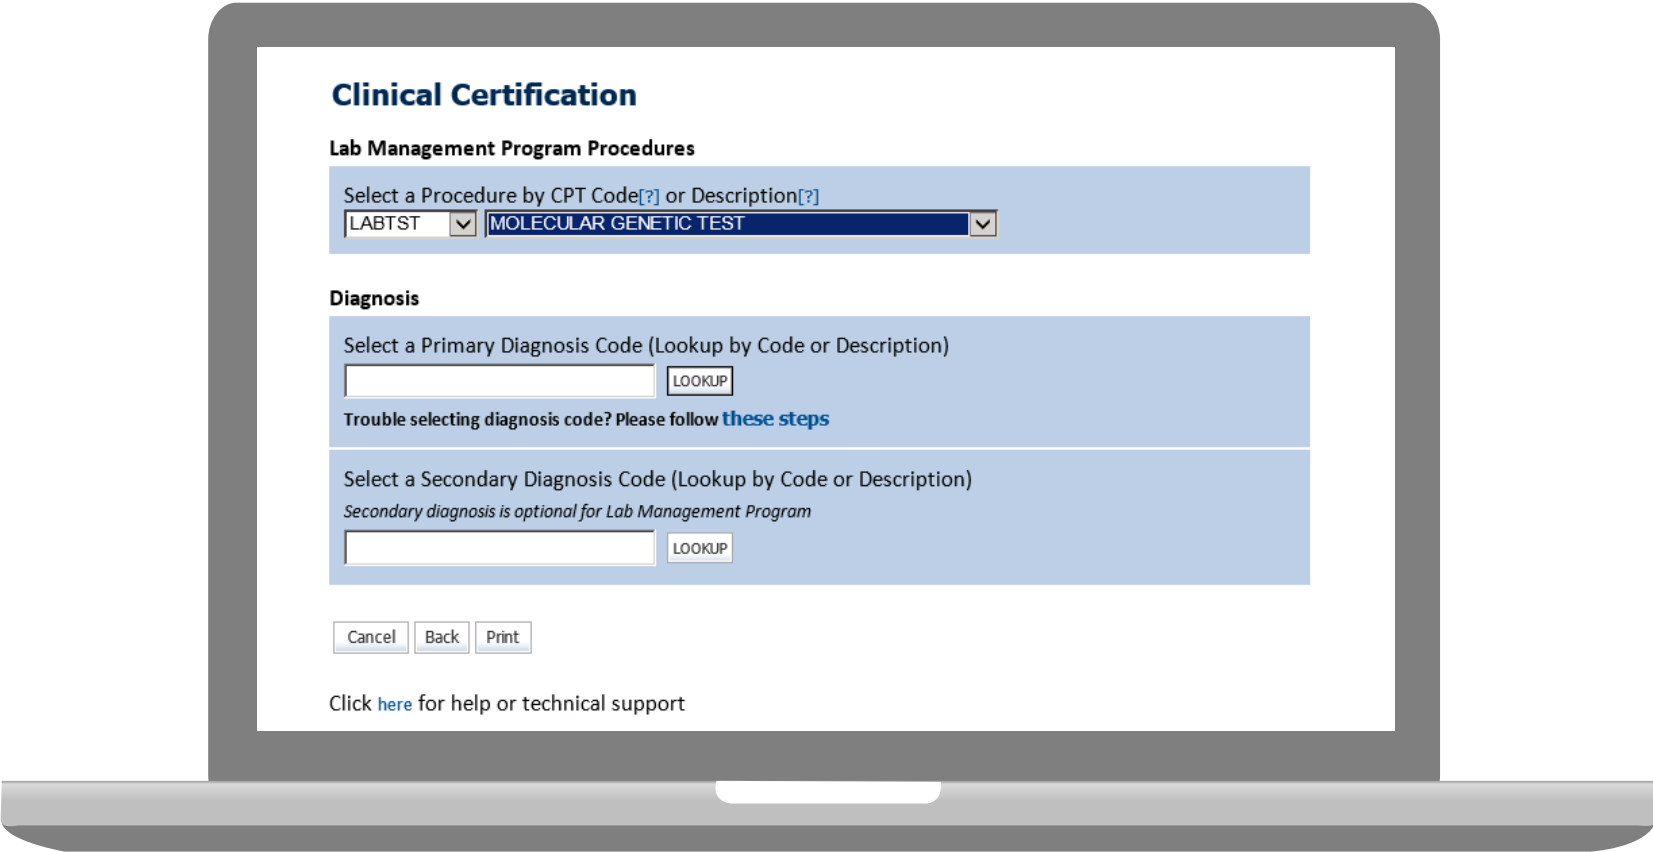 Clinical Certification
Lab Management Program Procedures
Select a Procedure by CPT Code[?] or Description[?]
LABTST MOLECULAR GENETIC TEST
Diagnosis
Select a Primary Diagnosis Code (Lookup by Code or Description)
LOOKUP
Trouble selecting diagnosis code? Please follow these steps
Select a Secondary Diagnosis Code (Lookup by Code or Description)
Secondary diagnosis is optional for Lab Management Program
LOOKUP
Cancel Back Print
Click here for help or technical support